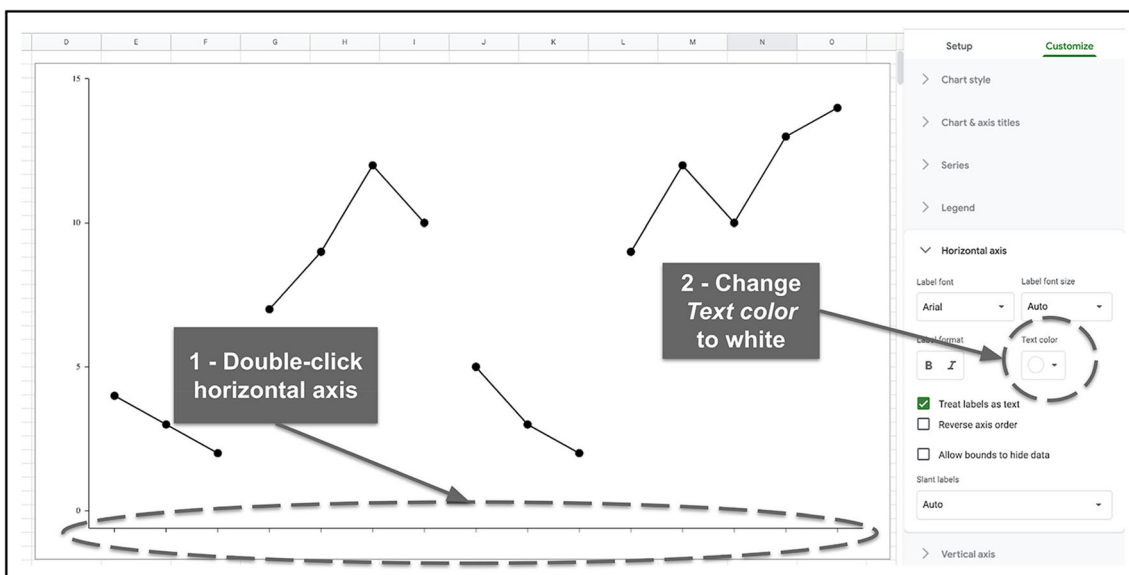 D E F G H I J K L M N O
Setup Customize
Chart style
Chart & axis titles
Series
Legend
Horizontal axis
Label font Label font size
Arial Auto
Label format Text color
B I
Treat labels as text
Reverse axis order
Allow bounds to hide data
Slant labels
Auto
Vertical axis
15
10
5
0
1 - Double-click
horizontal axis
2 - Change
Text color
to white